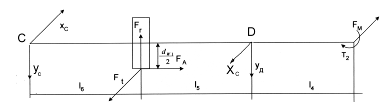 C
x_C
y_C
F_r
d_{ж.1}/2
F_A
F_t
D
X_C
y_Д
F_M
T_2
l_6
l_5
l_4